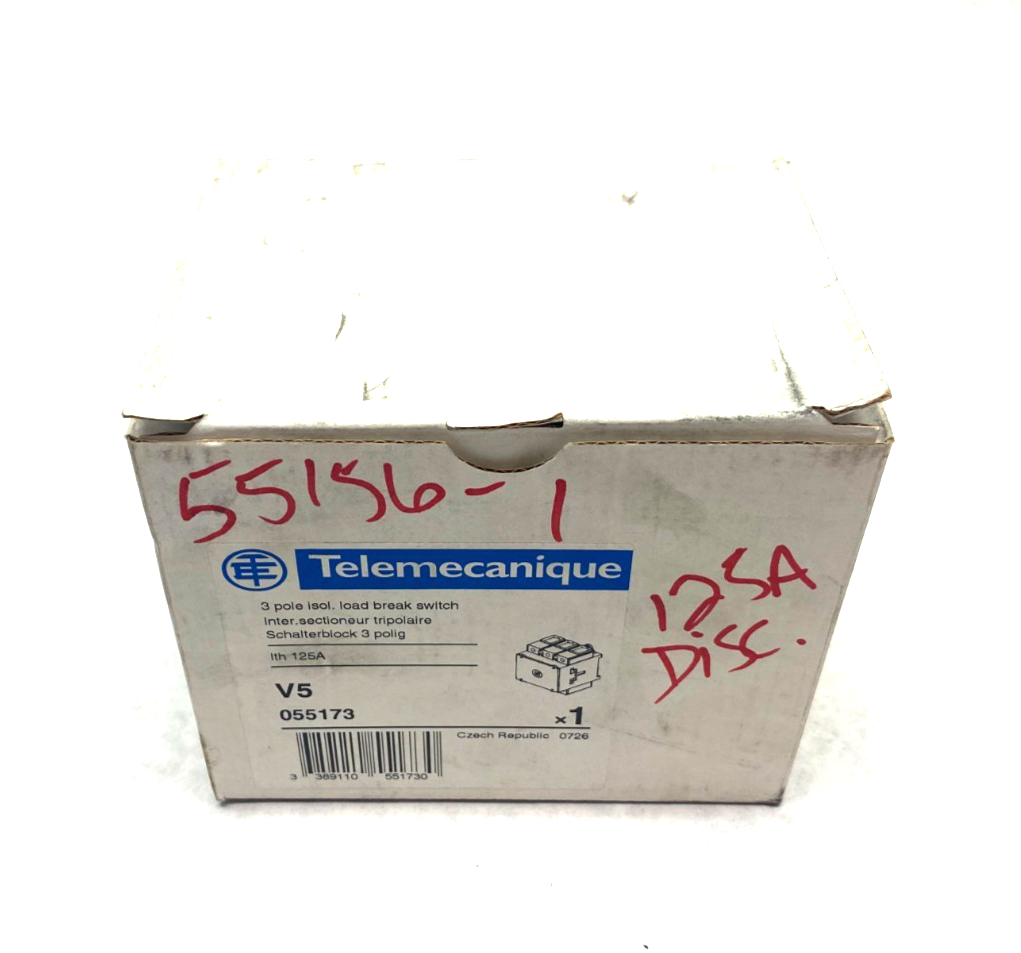 55156-1
Telemecanique
125A
DISC.
3 pole isol. load break switch
Inter.sectioneur tripolaire
Schalterblock 3 polig
Ith 125A
V5
055173
x1
Czech Republic 0726
3 389110 551730